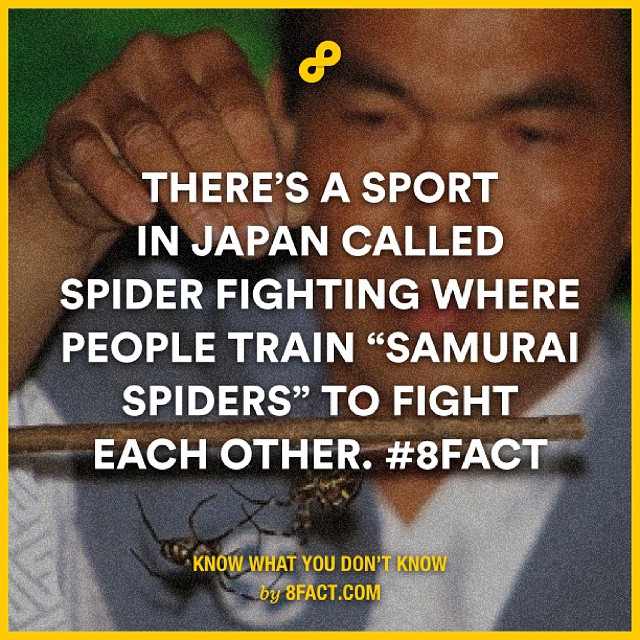 THERE'S A SPORT
IN JAPAN CALLED
SPIDER FIGHTING WHERE
PEOPLE TRAIN “SAMURAI
SPIDERS” TO FIGHT
EACH OTHER. #8FACT
KNOW WHAT YOU DON'T KNOW
by 8FACT.COM